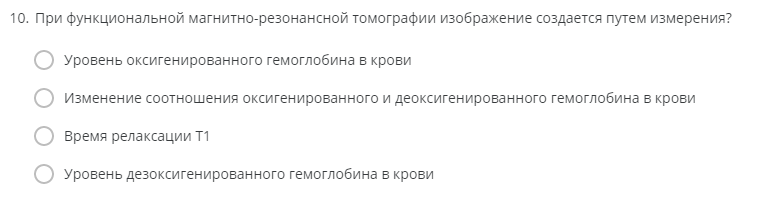 10. При функциональной магнитно-резонансной томографии изображение создается путем измерения?
Уровень оксигенированного гемоглобина в крови
Изменение соотношения оксигенированного и деоксигенированного гемоглобина в крови
Время релаксации Т1
Уровень дезоксигенированного гемоглобина в крови